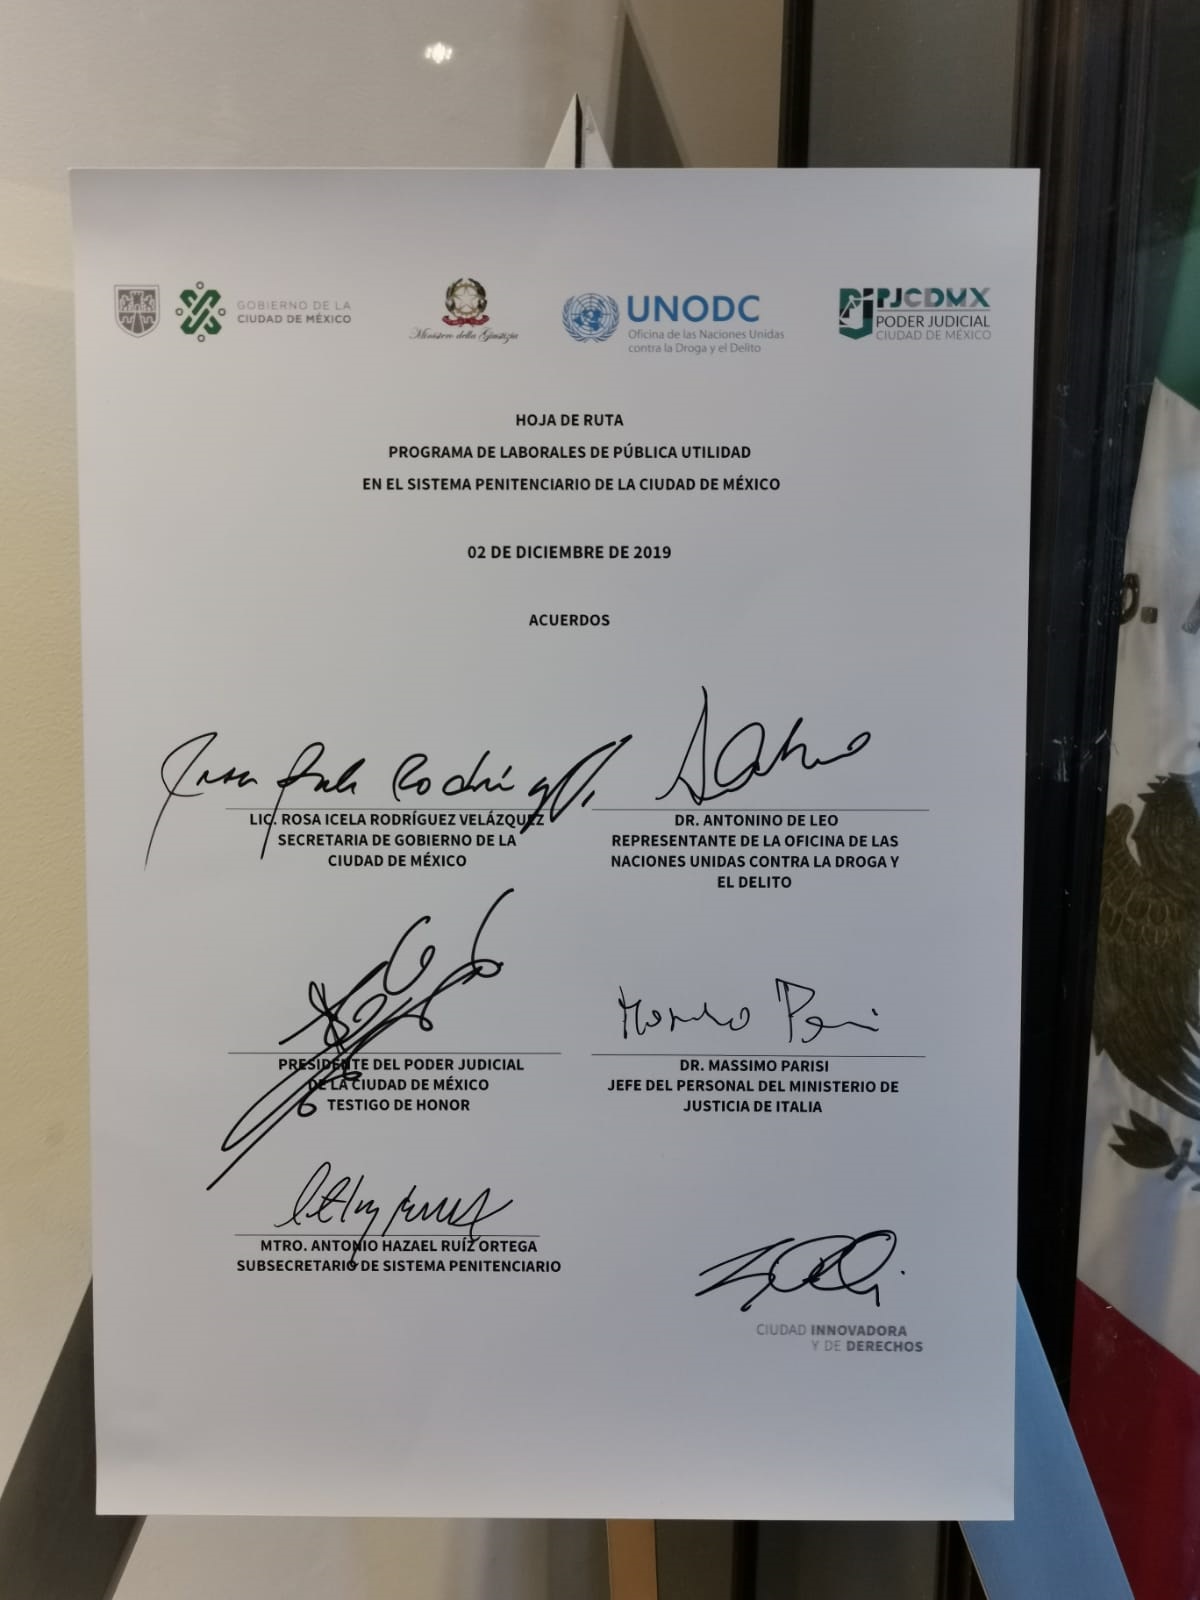 GOBIERNO DE LA
CIUDAD DE MÉXICO
Ministero della Giustizia
UNODC
Oficina de las Naciones Unidas
contra la Droga y el Delito
PJCDMX
PODER JUDICIAL
CIUDAD DE MÉXICO
HOJA DE RUTA
PROGRAMA DE LABORALES DE PÚBLICA UTILIDAD
EN EL SISTEMA PENITENCIARIO DE LA CIUDAD DE MÉXICO
02 DE DICIEMBRE DE 2019
ACUERDOS
LIC. ROSA ICELA RODRÍGUEZ VELÁZQUEZ
SECRETARIA DE GOBIERNO DE LA
CIUDAD DE MÉXICO
DR. ANTONINO DE LEO
REPRESENTANTE DE LA OFICINA DE LAS
NACIONES UNIDAS CONTRA LA DROGA Y
EL DELITO
PRESIDENTE DEL PODER JUDICIAL
DE LA CIUDAD DE MÉXICO
TESTIGO DE HONOR
DR. MASSIMO PARISI
JEFE DEL PERSONAL DEL MINISTERIO DE
JUSTICIA DE ITALIA
MTRO. ANTONIO HAZAEL RUÍZ ORTEGA
SUBSECRETARIO DE SISTEMA PENITENCIARIO
CIUDAD INNOVADORA
Y DE DERECHOS